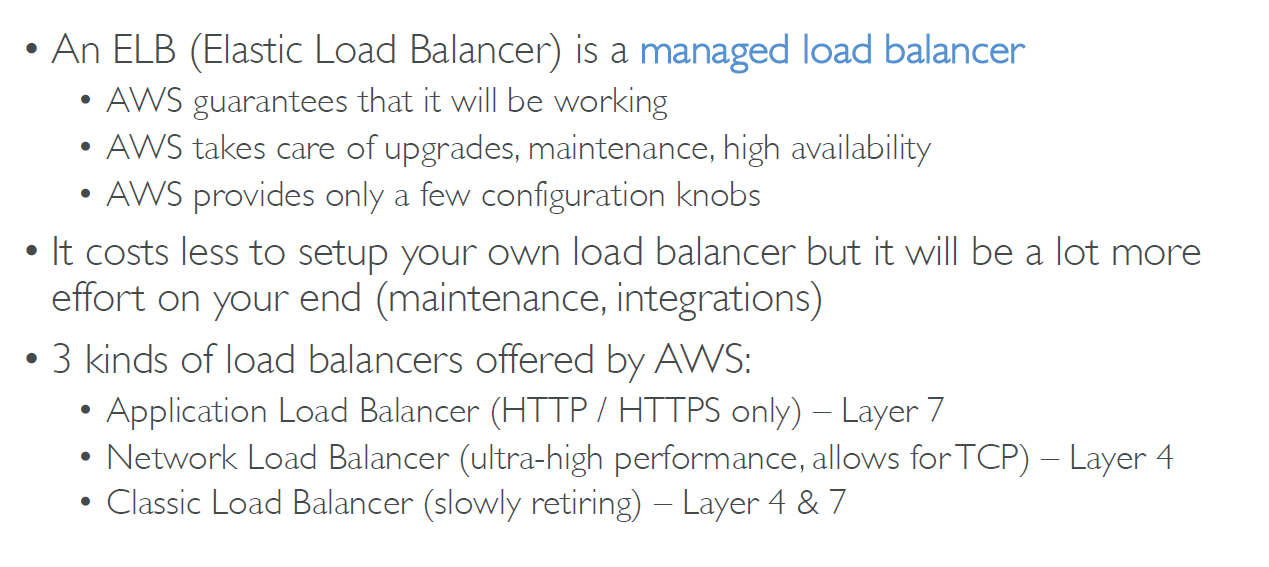 • An ELB (Elastic Load Balancer) is a managed load balancer
• AWS guarantees that it will be working
• AWS takes care of upgrades, maintenance, high availability
• AWS provides only a few configuration knobs
• It costs less to setup your own load balancer but it will be a lot more
effort on your end (maintenance, integrations)
• 3 kinds of load balancers offered by AWS:
• Application Load Balancer (HTTP / HTTPS only) – Layer 7
• Network Load Balancer (ultra-high performance, allows for TCP) – Layer 4
• Classic Load Balancer (slowly retiring) – Layer 4 & 7